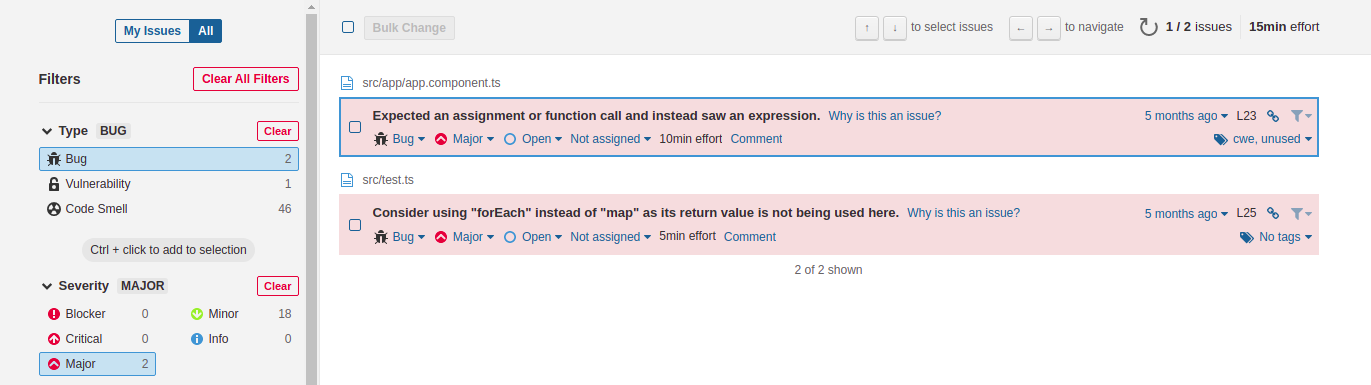 My Issues All
Bulk Change
↑ ↓ to select issues ← → to navigate 1 / 2 issues 15min effort
Filters Clear All Filters
Type BUG Clear
Bug 2
Vulnerability 1
Code Smell 46
Ctrl + click to add to selection
Severity MAJOR Clear
Blocker 0 Minor 18
Critical 0 Info 0
Major 2
src/app/app.component.ts
Expected an assignment or function call and instead saw an expression. Why is this an issue? 5 months ago L23
Bug Major Open Not assigned 10min effort Comment cwe, unused
src/test.ts
Consider using "forEach" instead of "map" as its return value is not being used here. Why is this an issue? 5 months ago L25
Bug Major Open Not assigned 5min effort Comment No tags
2 of 2 shown